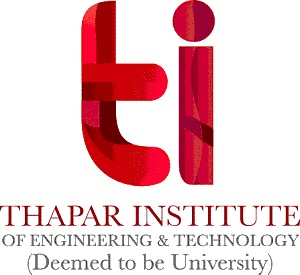 ti
THAPAR INSTITUTE
OF ENGINEERING & TECHNOLOGY
(Deemed to be University)